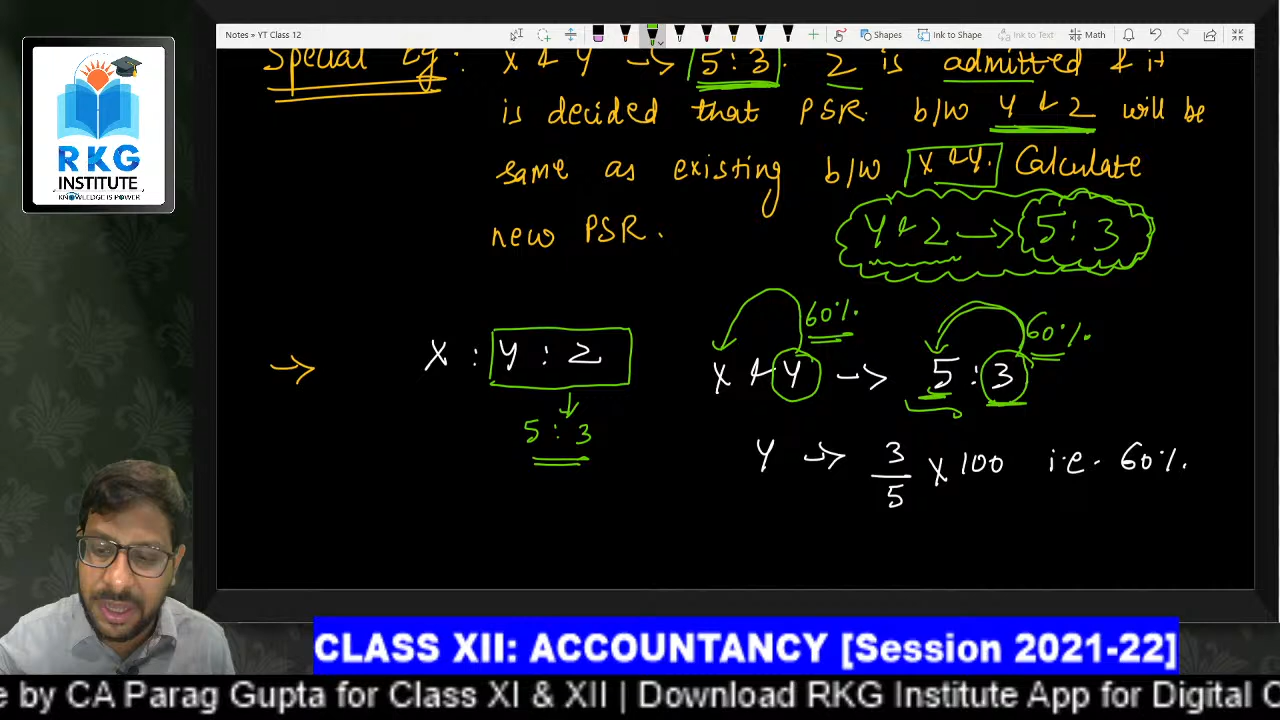 Notes » YT Class 12
Shapes Ink to Shape Ink to Text Math
Special Eg: X & Y → 5 : 3. Z is admitted & it
is decided that PSR b/w Y & Z will be
same as existing b/w X & Y. Calculate
new PSR.
Y & Z → 5 : 3
RKG
INSTITUTE
KNOWLEDGE IS POWER
60%
60%
→ X : Y : Z
X & Y → 5 : 3
5 : 3
Y → 3/5 X 100 i.e. 60%.
CLASS XII: ACCOUNTANCY [Session 2021-22]
e by CA Parag Gupta for Class XI & XII | Download RKG Institute App for Digital C